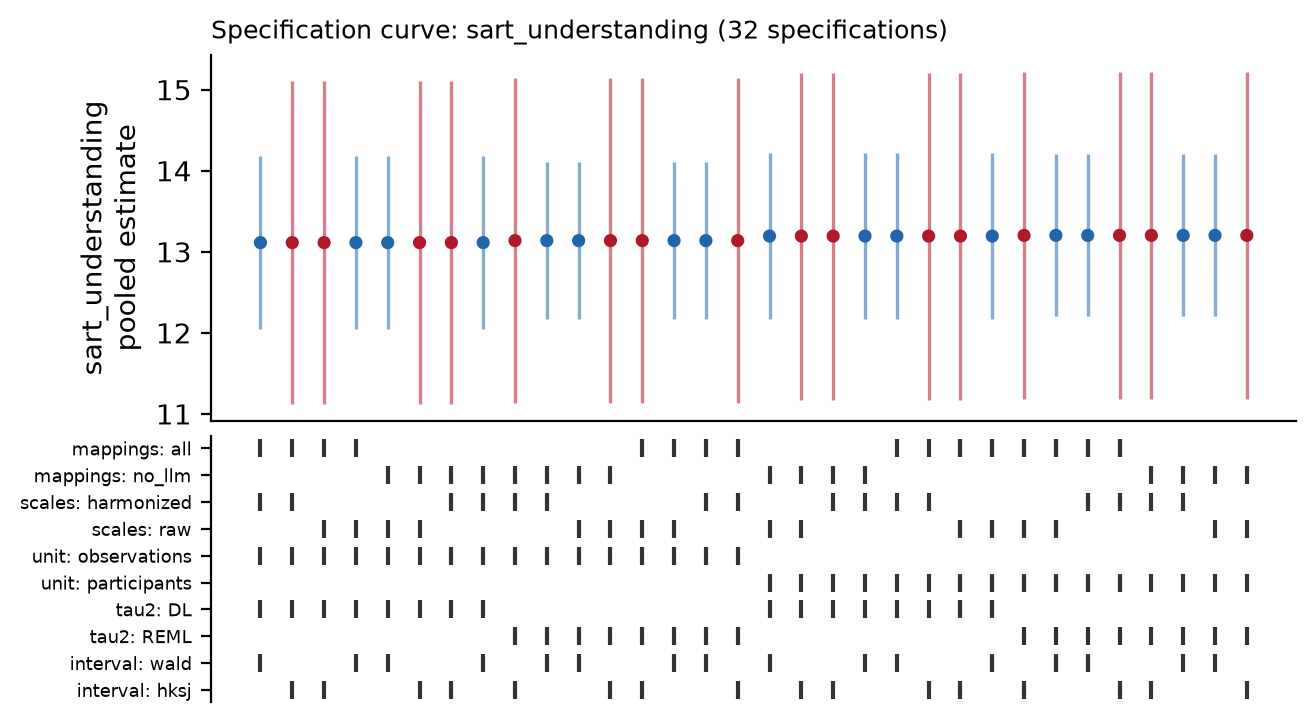 Specification curve: sart_understanding (32 specifications)
sart_understanding
pooled estimate
15
14
13
12
11
mappings: all
mappings: no_llm
scales: harmonized
scales: raw
unit: observations
unit: participants
tau2: DL
tau2: REML
interval: wald
interval: hksj